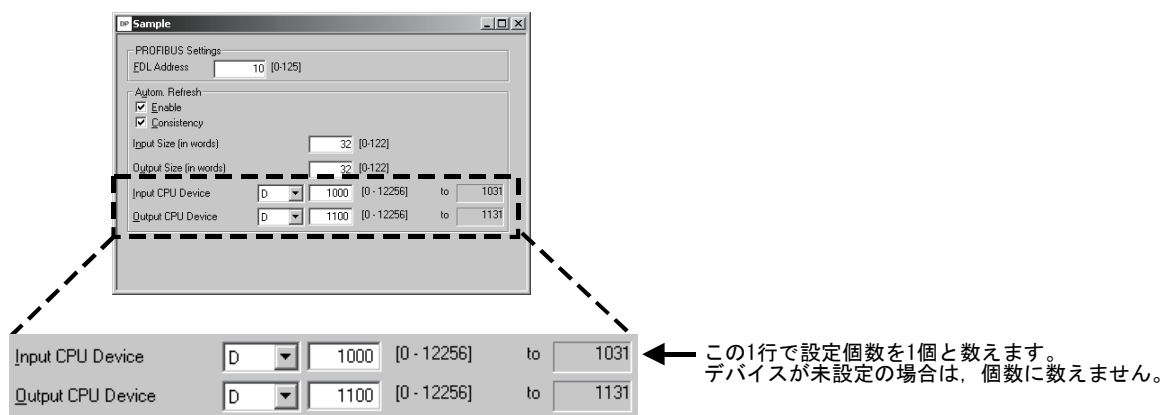 DP Sample
PROFIBUS Settings
FDL Address 10 [0-125]
Autom. Refresh
Enable
Consistency
Input Size (in words) 32 [0-122]
Output Size (in words) 32 [0-122]
Input CPU Device D 1000 [0 - 12256] to 1031
Output CPU Device D 1100 [0 - 12256] to 1131
Input CPU Device D 1000 [0 - 12256] to 1031
Output CPU Device D 1100 [0 - 12256] to 1131
この1行で設定個数を1個と数えます。
デバイスが未設定の場合は，個数に数えません。